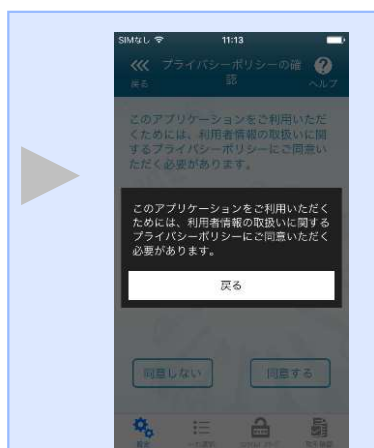 SIMなし 11:13
プライバシーポリシーの確
認
戻る
ヘルプ
このアプリケーションをご利用いただ
くためには、利用者情報の取扱いに関
するプライバシーポリシーにご同意い
ただく必要があります。
このアプリケーションをご利用いただく
ためには、利用者情報の取扱いに関する
プライバシーポリシーにご同意いただく
必要があります。
戻る
同意しない 同意する